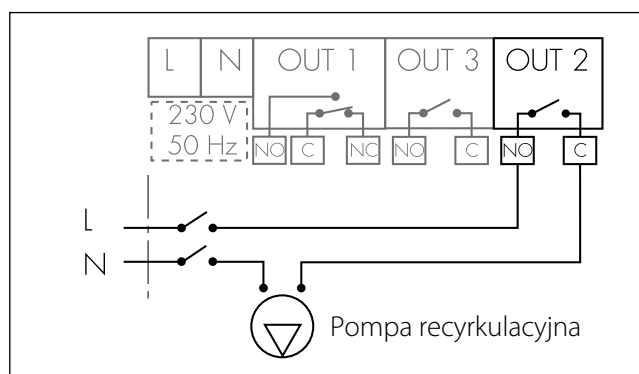 L N OUT 1 OUT 3 OUT 2
230 V
50 Hz
NO C NC NO C NO C
L
N
Pompa recyrkulacyjna